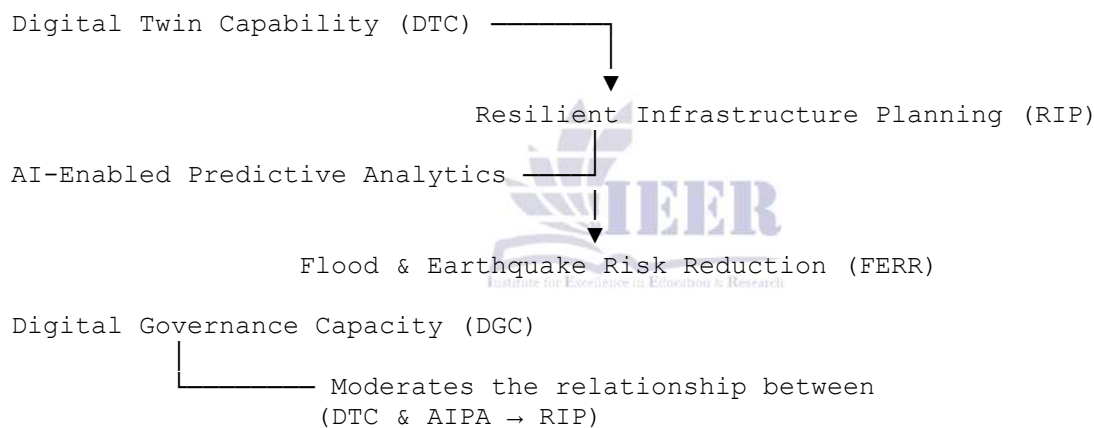 Digital Twin Capability (DTC)
Resilient Infrastructure Planning (RIP)
AI-Enabled Predictive Analytics
IEER
Flood & Earthquake Risk Reduction (FERR)
Institute for Excellence in Education & Research
Digital Governance Capacity (DGC)
Moderates the relationship between
(DTC & AIPA → RIP)